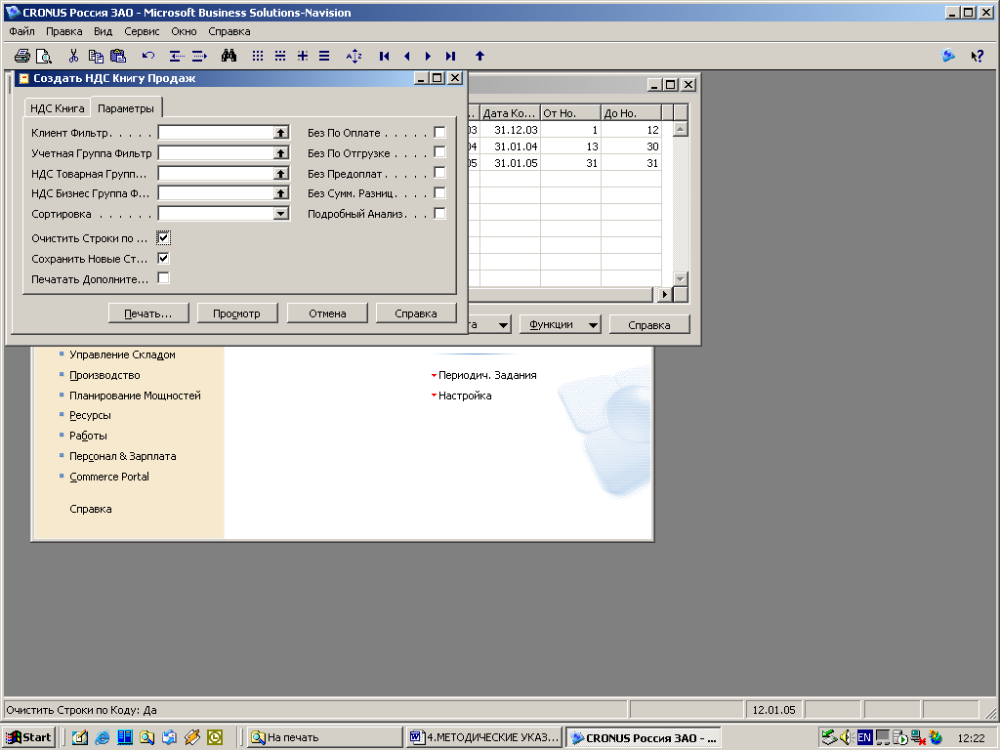 CRONUS Россия ЗАО - Microsoft Business Solutions-Navision
Файл Правка Вид Сервис Окно Справка
Создать НДС Книгу Продаж
НДС Книга Параметры
Клиент Фильтр. . . . . .
Учетная Группа Фильтр
НДС Товарная Групп...
НДС Бизнес Группа Ф...
Сортировка . . . . . .
Очистить Строки по ...
Сохранить Новые Ст...
Печатать Дополните...
Без По Оплате . . . . .
Без По Отгрузке . . . .
Без Предоплат . . . . .
Без Сумм. Разниц. . . .
Подробный Анализ. . .
Печать... Просмотр Отмена Справка
... Дата Ко... От Но. До Но.
03 31.12.03 1 12
04 31.01.04 13 30
05 31.01.05 31 31
та Функции Справка
Управление Складом
Производство
Планирование Мощностей
Ресурсы
Работы
Персонал & Зарплата
Commerce Portal
Справка
Периодич. Задания
Настройка
Очистить Строки по Коду: Да 12.01.05
Start На печать 4.МЕТОДИЧЕСКИЕ УКАЗ... CRONUS Россия ЗАО - ... EN 12:22